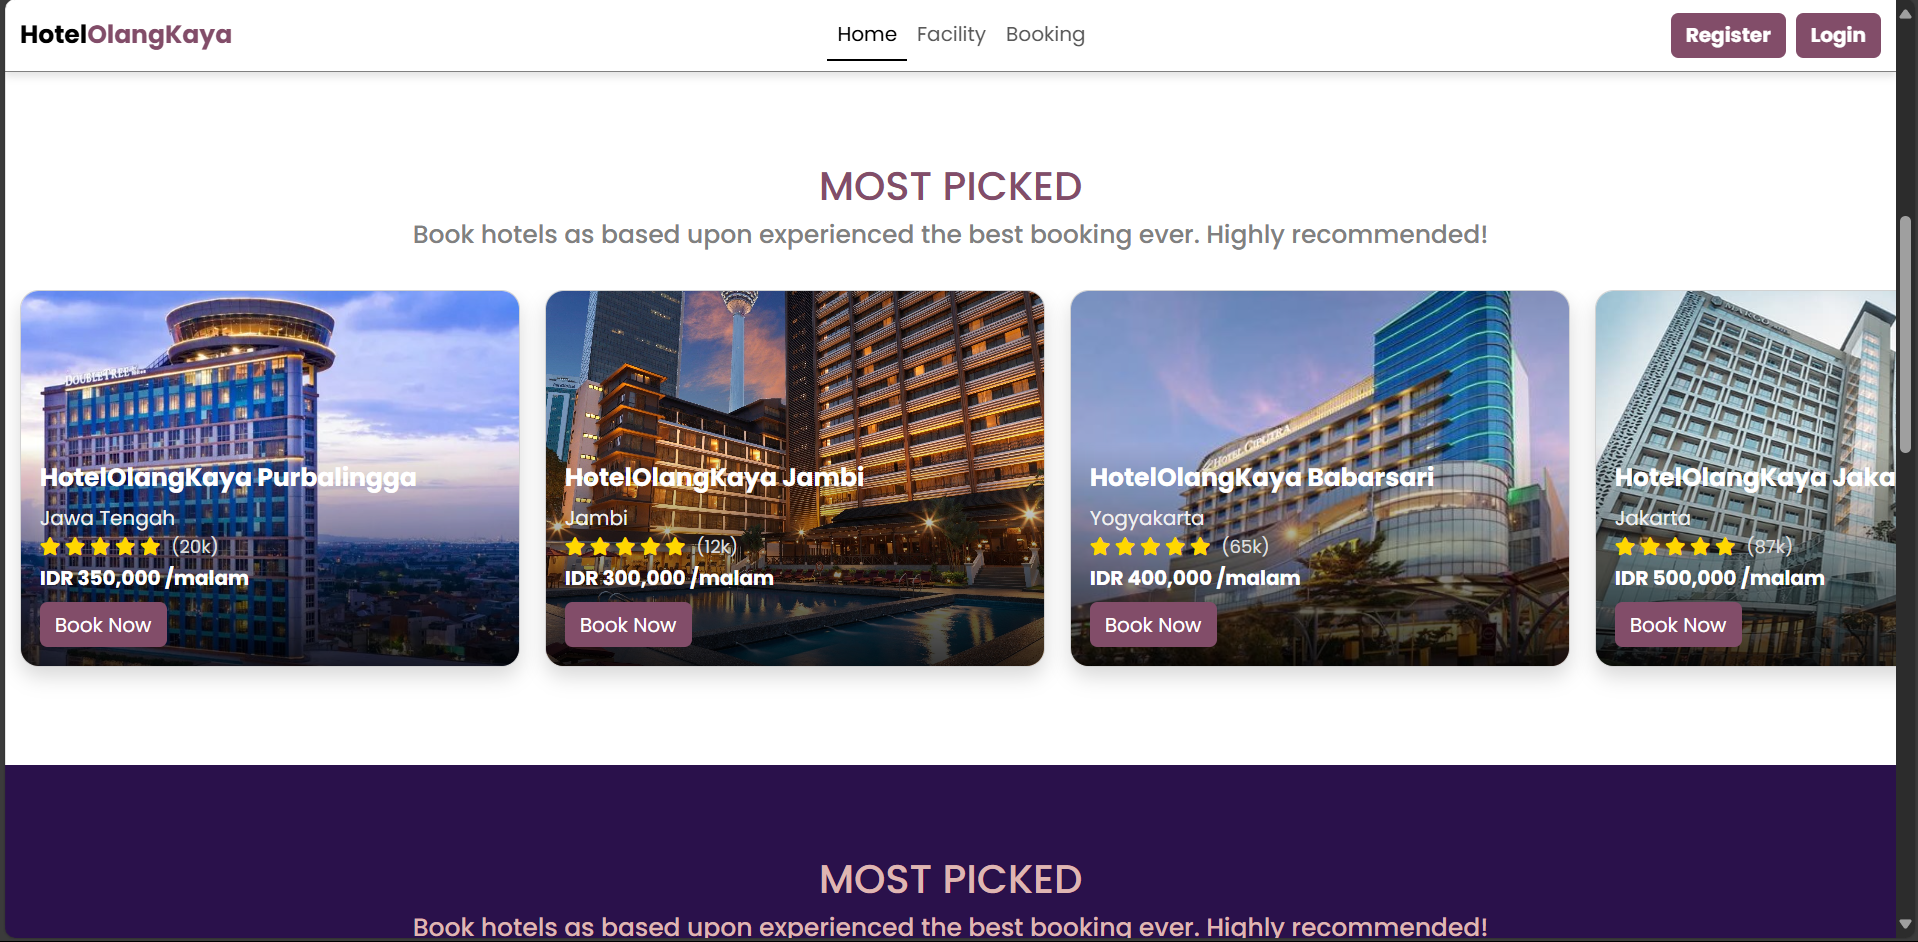 HotelOlangKaya
Home Facility Booking
Register Login
MOST PICKED
Book hotels as based upon experienced the best booking ever. Highly recommended!
DOUBLETREE
HotelOlangKaya Purbalingga
Jawa Tengah
(20k)
IDR 350,000 /malam
Book Now
HotelOlangKaya Jambi
Jambi
(12k)
IDR 300,000 /malam
Book Now
HOTEL CIPUTRA
HotelOlangKaya Babarsari
Yogyakarta
(65k)
IDR 400,000 /malam
Book Now
MARGO
HotelOlangKaya Jaka
Jakarta
(87k)
IDR 500,000 /malam
Book Now
MOST PICKED
Book hotels as based upon experienced the best booking ever. Highly recommended!